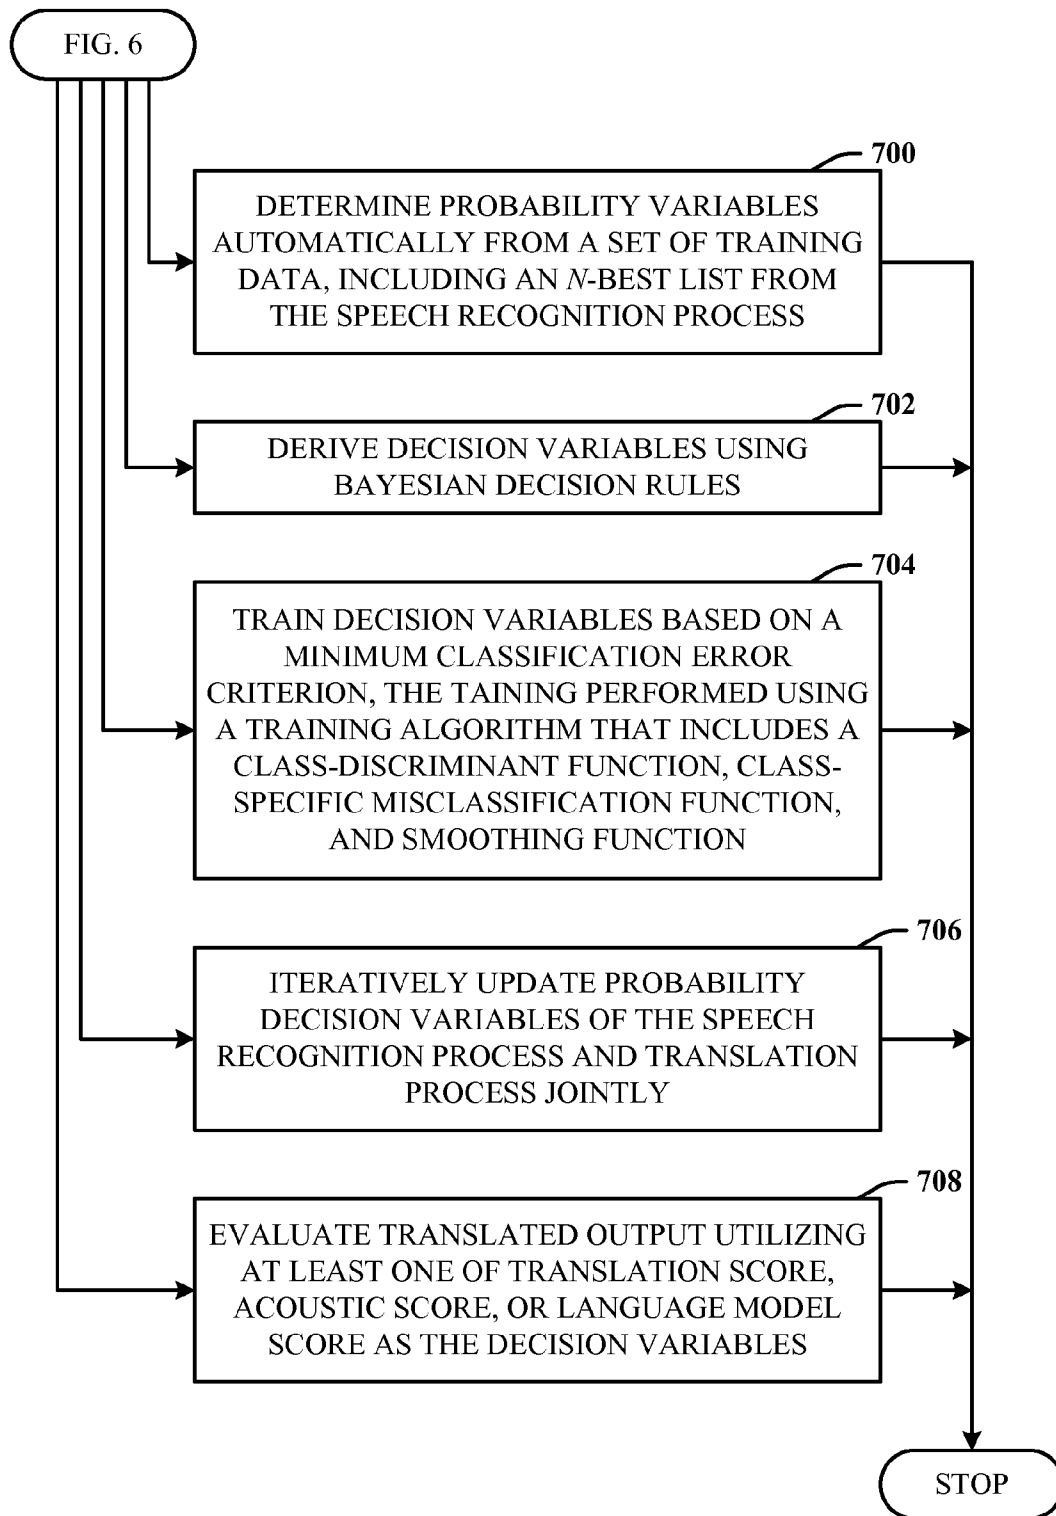 FIG. 6
700
DETERMINE PROBABILITY VARIABLES
AUTOMATICALLY FROM A SET OF TRAINING
DATA, INCLUDING AN N-BEST LIST FROM
THE SPEECH RECOGNITION PROCESS
702
DERIVE DECISION VARIABLES USING
BAYESIAN DECISION RULES
704
TRAIN DECISION VARIABLES BASED ON A
MINIMUM CLASSIFICATION ERROR
CRITERION, THE TAINING PERFORMED USING
A TRAINING ALGORITHM THAT INCLUDES A
CLASS-DISCRIMINANT FUNCTION, CLASS-
SPECIFIC MISCLASSIFICATION FUNCTION,
AND SMOOTHING FUNCTION
706
ITERATIVELY UPDATE PROBABILITY
DECISION VARIABLES OF THE SPEECH
RECOGNITION PROCESS AND TRANSLATION
PROCESS JOINTLY
708
EVALUATE TRANSLATED OUTPUT UTILIZING
AT LEAST ONE OF TRANSLATION SCORE,
ACOUSTIC SCORE, OR LANGUAGE MODEL
SCORE AS THE DECISION VARIABLES
STOP